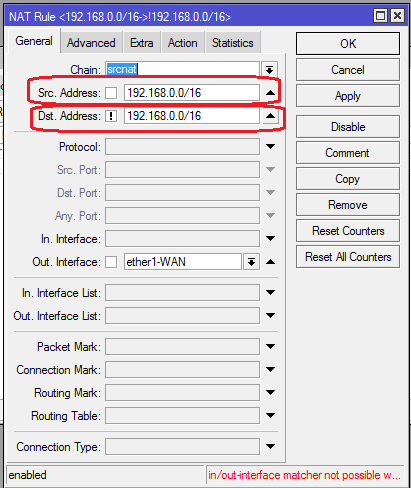 NAT Rule <192.168.0.0/16->!192.168.0.0/16>
General Advanced Extra Action Statistics
Chain: srcnat
Src. Address: 192.168.0.0/16
Dst. Address: ! 192.168.0.0/16
Protocol:
Src. Port:
Dst. Port:
Any. Port:
In. Interface:
Out. Interface: ether1-WAN
In. Interface List:
Out. Interface List:
Packet Mark:
Connection Mark:
Routing Mark:
Routing Table:
Connection Type:
OK
Cancel
Apply
Disable
Comment
Copy
Remove
Reset Counters
Reset All Counters
enabled
in/out-interface matcher not possible w...